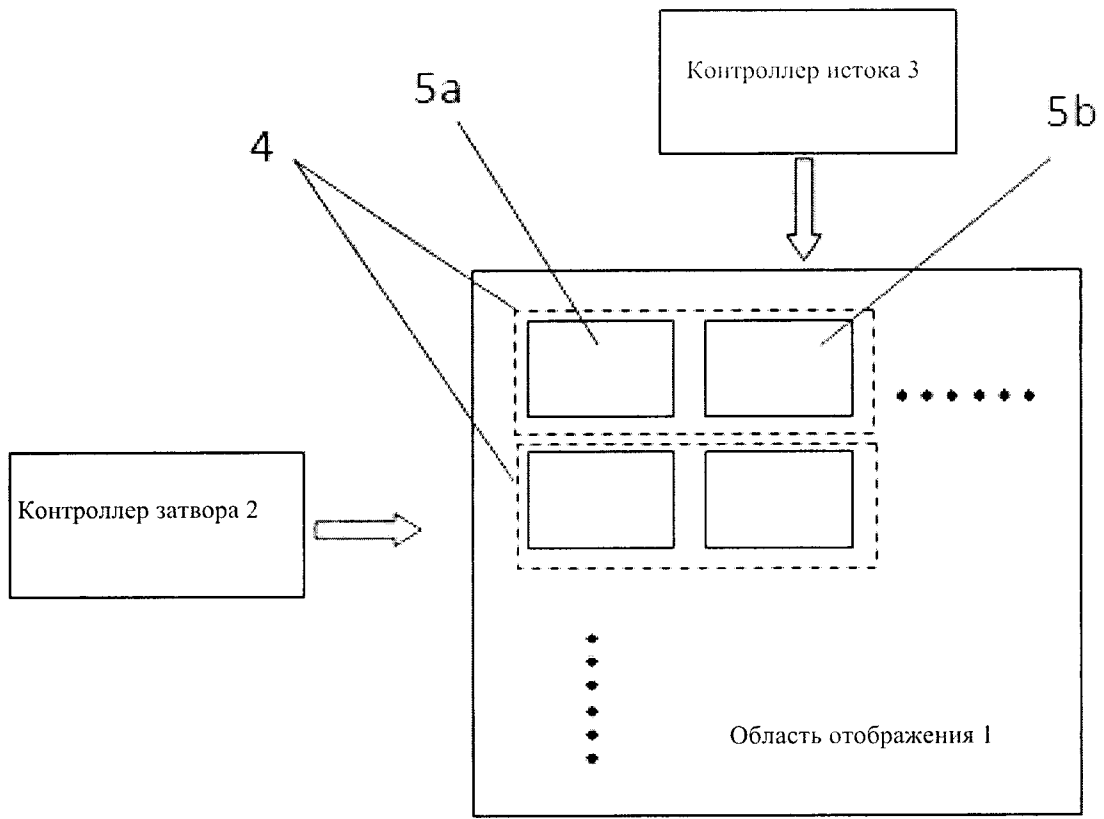 Контроллер истока 3
5a
5b
4
Контроллер затвора 2
Область отображения 1